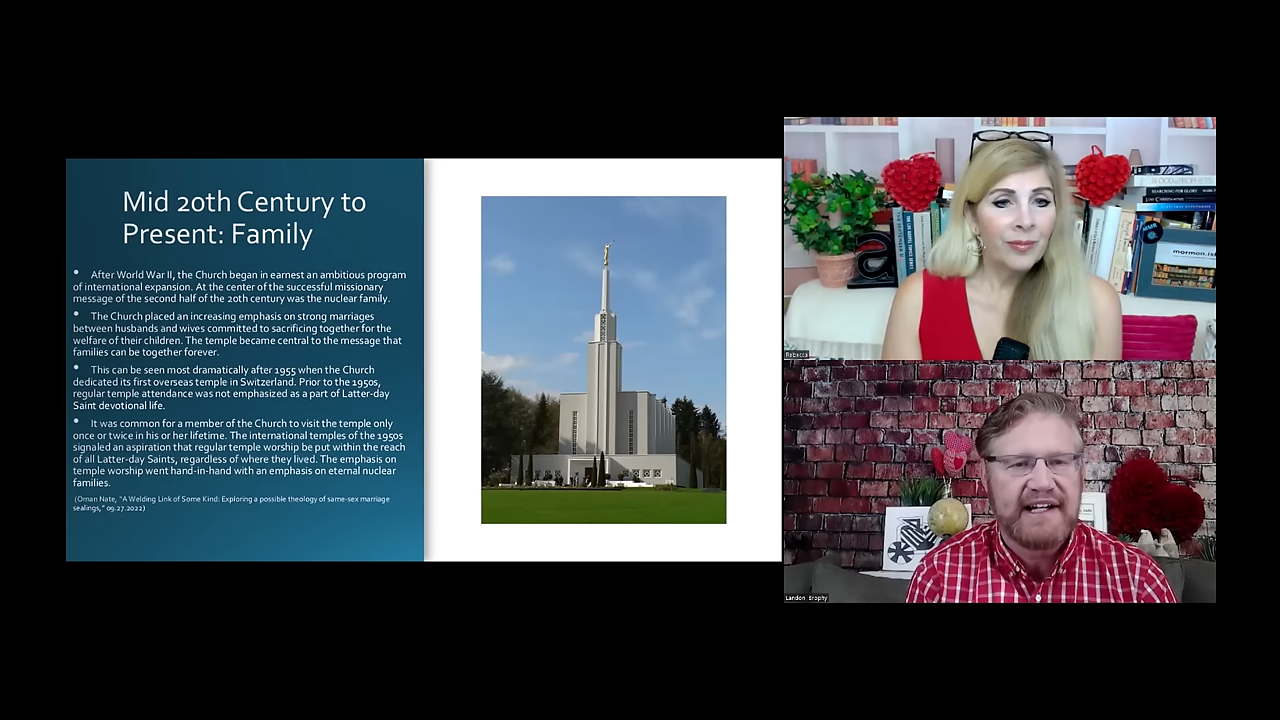 Mid 20th Century to
Present: Family
• After World War II, the Church began in earnest an ambitious program
of international expansion. At the center of the successful missionary
message of the second half of the 20th century was the nuclear family.
• The Church placed an increasing emphasis on strong marriages
between husbands and wives committed to sacrificing together for the
welfare of their children. The temple became central to the message that
families can be together forever.
• This can be seen most dramatically after 1955 when the Church
dedicated its first overseas temple in Switzerland. Prior to the 1950s,
regular temple attendance was not emphasized as a part of Latter-day
Saint devotional life.
• It was common for a member of the Church to visit the temple only
once or twice in his or her lifetime. The international temples of the 1950s
signaled an aspiration that regular temple worship be put within the reach
of all Latter-day Saints, regardless of where they lived. The emphasis on
temple worship went hand-in-hand with an emphasis on eternal nuclear
families.
(Oman Nate, “A Welding Link of Some Kind: Exploring a possible theology of same-sex marriage
sealings,” 09.27.2022)
SEARCHING FOR GLORY
a
mormon.ish
Rebecca
Landon Brophy